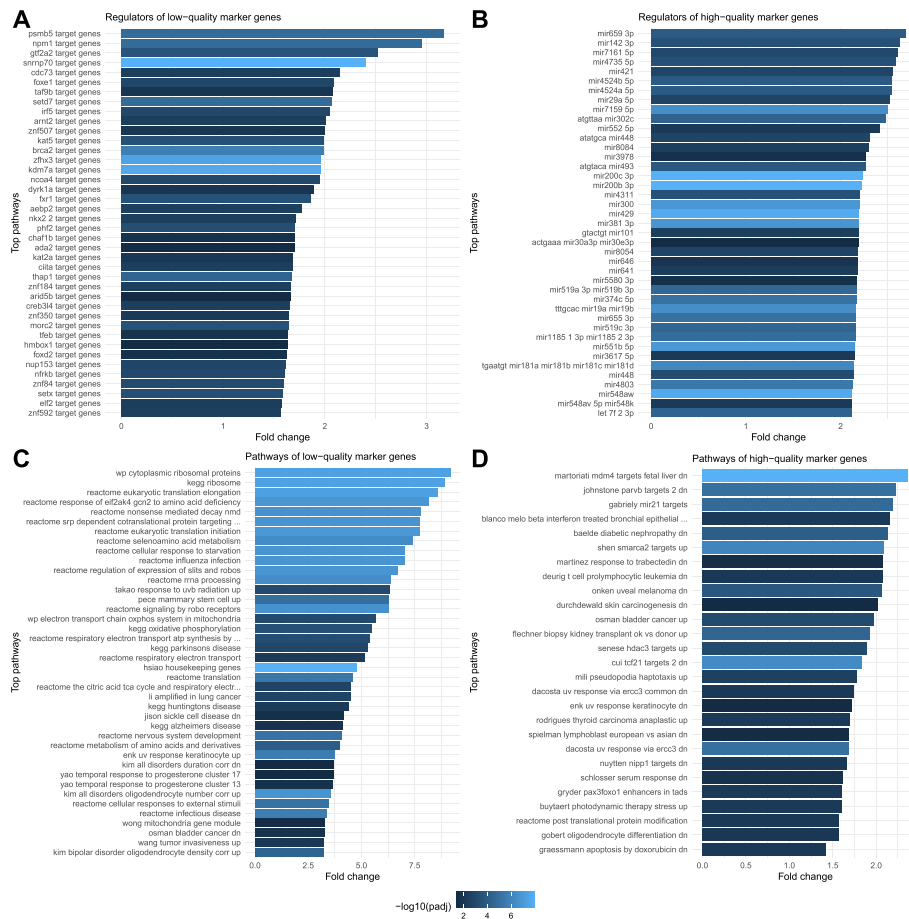 A
Regulators of low-quality marker genes
Top pathways
psmb5 target genes
npm1 target genes
gtf2a2 target genes
snrnp70 target genes
cdc73 target genes
foxe1 target genes
taf9b target genes
setd7 target genes
irf5 target genes
arnt2 target genes
znf507 target genes
kat5 target genes
brca2 target genes
zfhx3 target genes
kdm7a target genes
ncoa4 target genes
dyrk1a target genes
fxr1 target genes
aebp2 target genes
nkx2 2 target genes
phf2 target genes
chaf1b target genes
ada2 target genes
kat2a target genes
ciita target genes
thap1 target genes
znf184 target genes
arid5b target genes
creb3l4 target genes
znf350 target genes
morc2 target genes
tfeb target genes
hmbox1 target genes
foxd2 target genes
nup153 target genes
nfrkb target genes
znf84 target genes
setx target genes
elf2 target genes
znf592 target genes
0 1 2 3
Fold change
B
Regulators of high-quality marker genes
Top pathways
mir659 3p
mir142 3p
mir7161 5p
mir4735 5p
mir421
mir4524b 5p
mir4524a 5p
mir29a 5p
mir7159 5p
atgttaa mir302c
mir552 5p
atatgca mir448
mir8084
mir3978
atgtaca mir493
mir200c 3p
mir200b 3p
mir4311
mir300
mir429
mir381 3p
gtactgt mir101
actgaaa mir30a3p mir30e3p
mir8054
mir646
mir641
mir5580 3p
mir519a 3p mir519b 3p
mir374c 5p
tttgcac mir19a mir19b
mir655 3p
mir519c 3p
mir1185 1 3p mir1185 2 3p
mir551b 5p
mir3617 5p
tgaatgt mir181a mir181b mir181c mir181d
mir448
mir4803
mir548aw
mir548av 5p mir548k
let 7f 2 3p
0 1 2
Fold change
C
Pathways of low-quality marker genes
Top pathways
wp cytoplasmic ribosomal proteins
kegg ribosome
reactome eukaryotic translation elongation
reactome response of eif2ak4 gcn2 to amino acid deficiency
reactome nonsense mediated decay nmd
reactome srp dependent cotranslational protein targeting ...
reactome eukaryotic translation initiation
reactome selenoamino acid metabolism
reactome cellular response to starvation
reactome influenza infection
reactome regulation of expression of slits and robos
reactome rrna processing
takao response to uvb radiation up
pece mammary stem cell up
reactome signaling by robo receptors
wp electron transport chain oxphos system in mitochondria
kegg oxidative phosphorylation
reactome respiratory electron transport atp synthesis by ...
kegg parkinsons disease
reactome respiratory electron transport
hsiao housekeeping genes
reactome translation
reactome the citric acid tca cycle and respiratory electr...
li amplified in lung cancer
kegg huntingtons disease
jison sickle cell disease dn
kegg alzheimers disease
reactome nervous system development
reactome metabolism of amino acids and derivatives
enk uv response keratinocyte up
kim all disorders duration corr dn
yao temporal response to progesterone cluster 17
yao temporal response to progesterone cluster 13
kim all disorders oligodendrocyte number corr up
reactome cellular responses to external stimuli
reactome infectious disease
wong mitochondria gene module
osman bladder cancer dn
wang tumor invasiveness up
kim bipolar disorder oligodendrocyte density corr up
0.0 2.5 5.0 7.5
Fold change
D
Pathways of high-quality marker genes
Top pathways
martoriati mdm4 targets fetal liver dn
johnstone parvb targets 2 dn
gabriely mir21 targets
blanco melo beta interferon treated bronchial epithelial ...
baelde diabetic nephropathy dn
shen smarca2 targets up
martinez response to trabectedin dn
deurig t cell prolymphocytic leukemia dn
onken uveal melanoma dn
durchdewald skin carcinogenesis dn
osman bladder cancer up
flechner biopsy kidney transplant ok vs donor up
senese hdac3 targets up
cui tcf21 targets 2 dn
mili pseudopodia haptotaxis up
dacosta uv response via ercc3 common dn
enk uv response keratinocyte dn
rodrigues thyroid carcinoma anaplastic up
spielman lymphoblast european vs asian dn
dacosta uv response via ercc3 dn
nuytten nipp1 targets dn
schlosser serum response dn
gryder pax3foxo1 enhancers in tads
buytaert photodynamic therapy stress up
reactome post translational protein modification
gobert oligodendrocyte differentiation dn
graessmann apoptosis by doxorubicin dn
0.0 0.5 1.0 1.5 2.0
Fold change
−log10(padj)
2 4 6